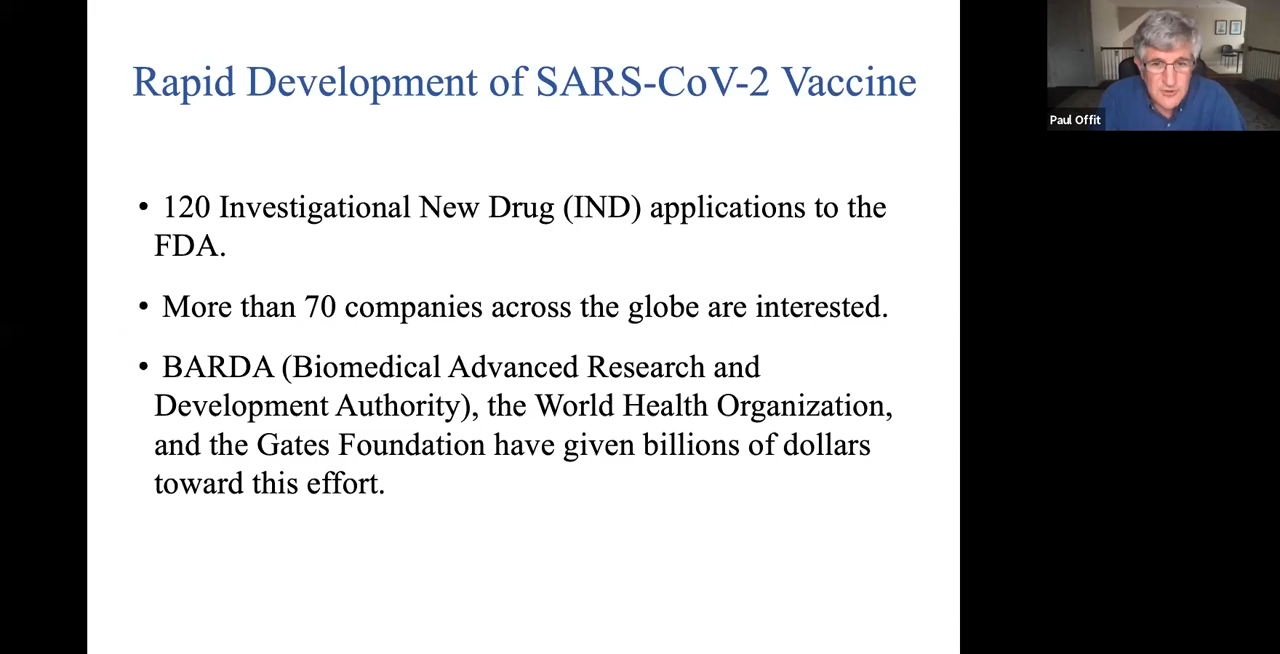 Rapid Development of SARS-CoV-2 Vaccine
• 120 Investigational New Drug (IND) applications to the
FDA.
• More than 70 companies across the globe are interested.
• BARDA (Biomedical Advanced Research and
Development Authority), the World Health Organization,
and the Gates Foundation have given billions of dollars
toward this effort.
Paul Offit